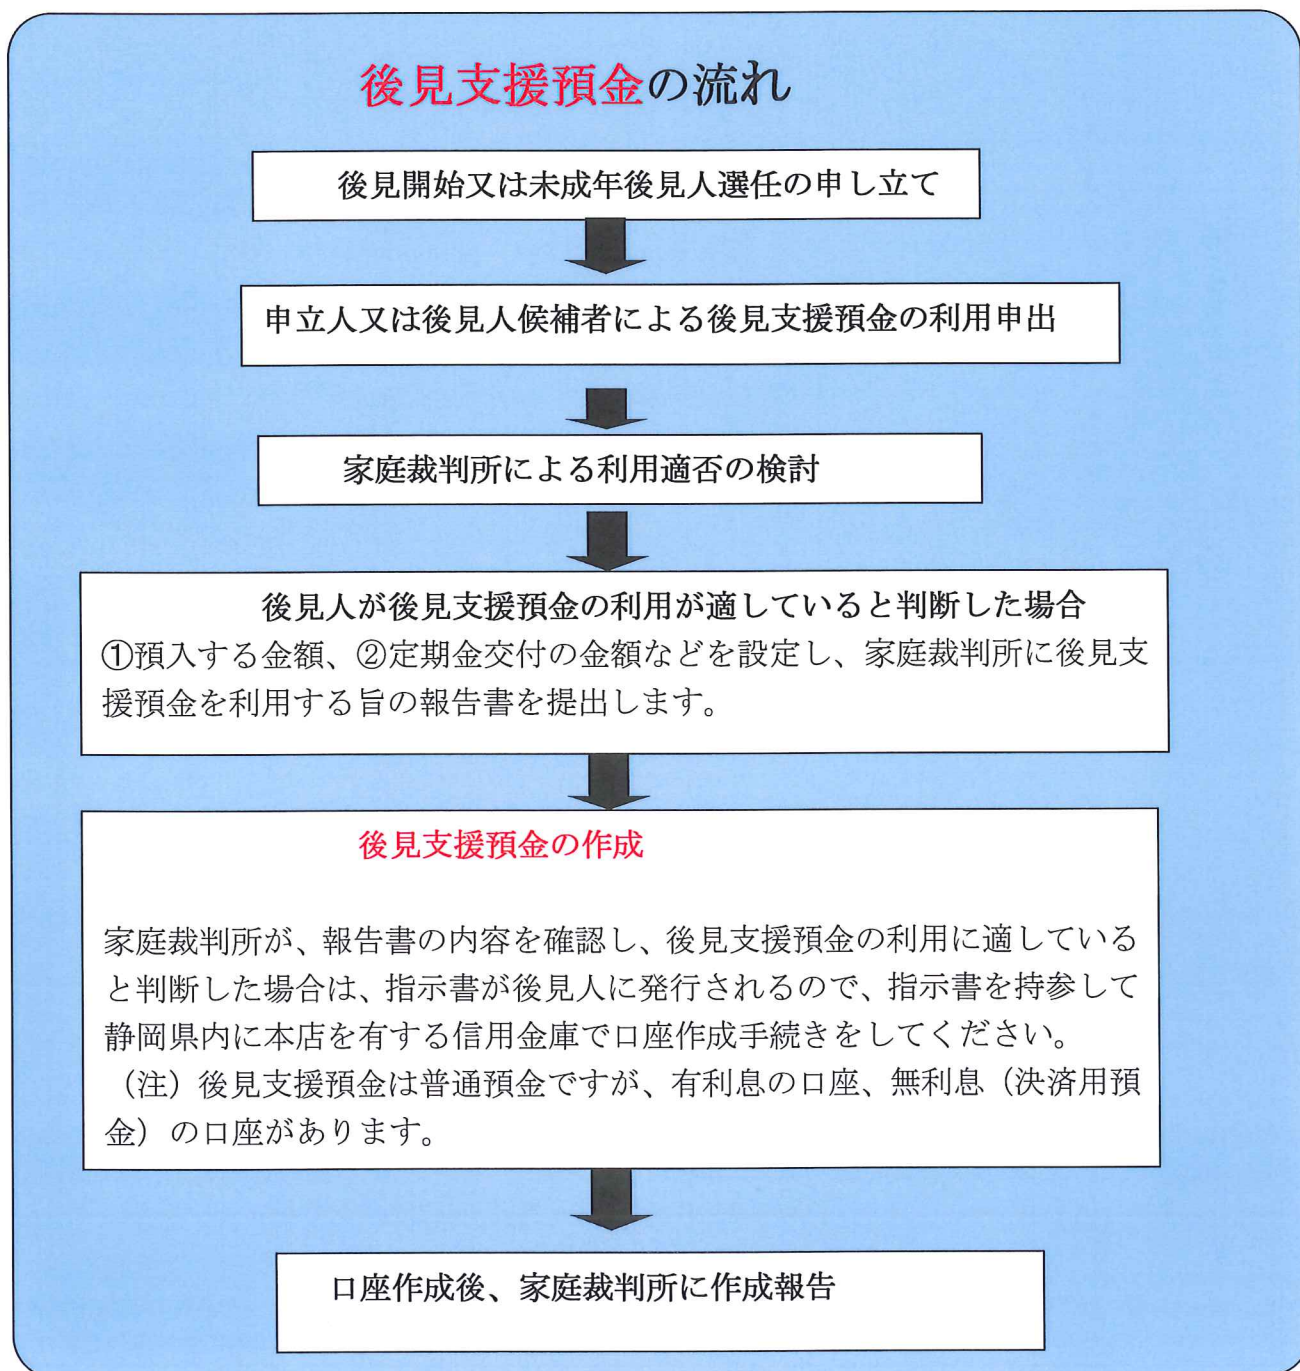 後見支援預金の流れ
後見開始又は未成年後見人選任の申し立て
申立人又は後見人候補者による後見支援預金の利用申出
家庭裁判所による利用適否の検討
後見人が後見支援預金の利用が適していると判断した場合
①預入する金額、②定期金交付の金額などを設定し、家庭裁判所に後見支
援預金を利用する旨の報告書を提出します。
後見支援預金の作成
家庭裁判所が、報告書の内容を確認し、後見支援預金の利用に適している
と判断した場合は、指示書が後見人に発行されるので、指示書を持参して
静岡県内に本店を有する信用金庫で口座作成手続きをしてください。
（注）後見支援預金は普通預金ですが、有利息の口座、無利息（決済用預
金）の口座があります。
口座作成後、家庭裁判所に作成報告